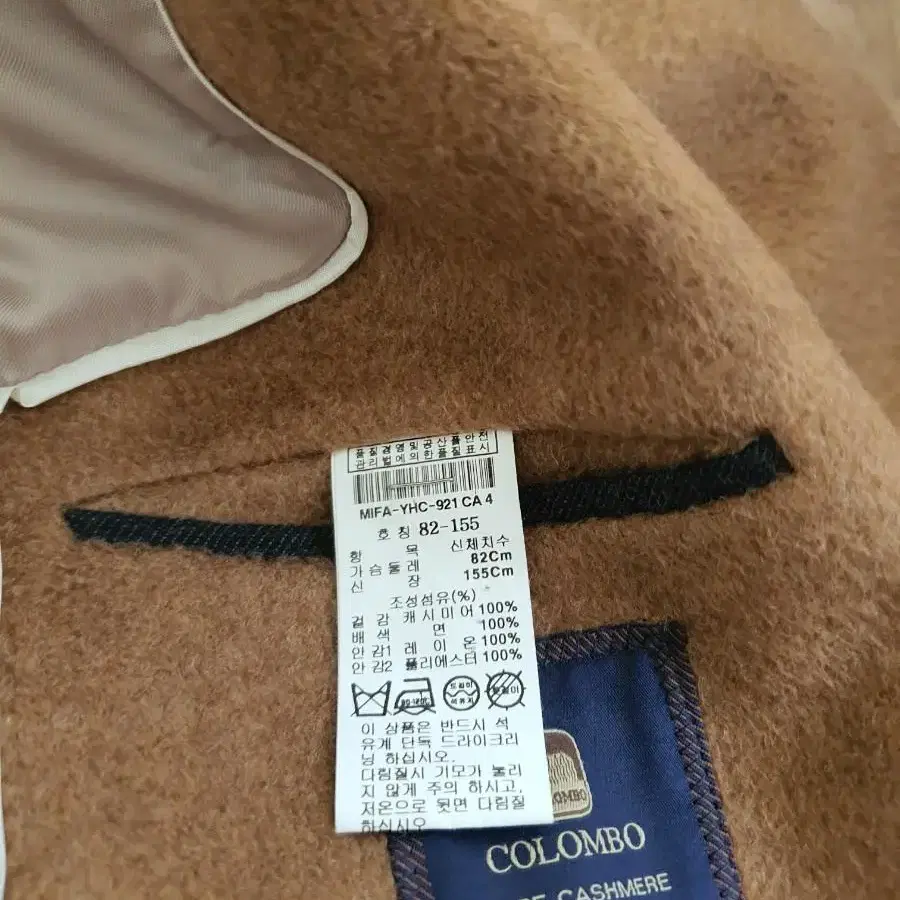 품질경영및공산품안전
관리법에의한품질표시
MIFA-YHC-921 CA 4
호 칭 82-155
항 목 신체치수
가슴둘레 82Cm
신 장 155Cm
조성섬유(%)
겉 감 캐시미어 100%
배 색 면 100%
안감1 레 이 온 100%
안감2 폴리에스터 100%
드라이
석유계
이 상품은 반드시 석
유계 단독 드라이크리
닝 하십시오.
다림질시 기모가 눌리
지 않게 주의 하시고,
저온으로 뒷면 다림질
하십시오
COLOMBO
CASHMERE